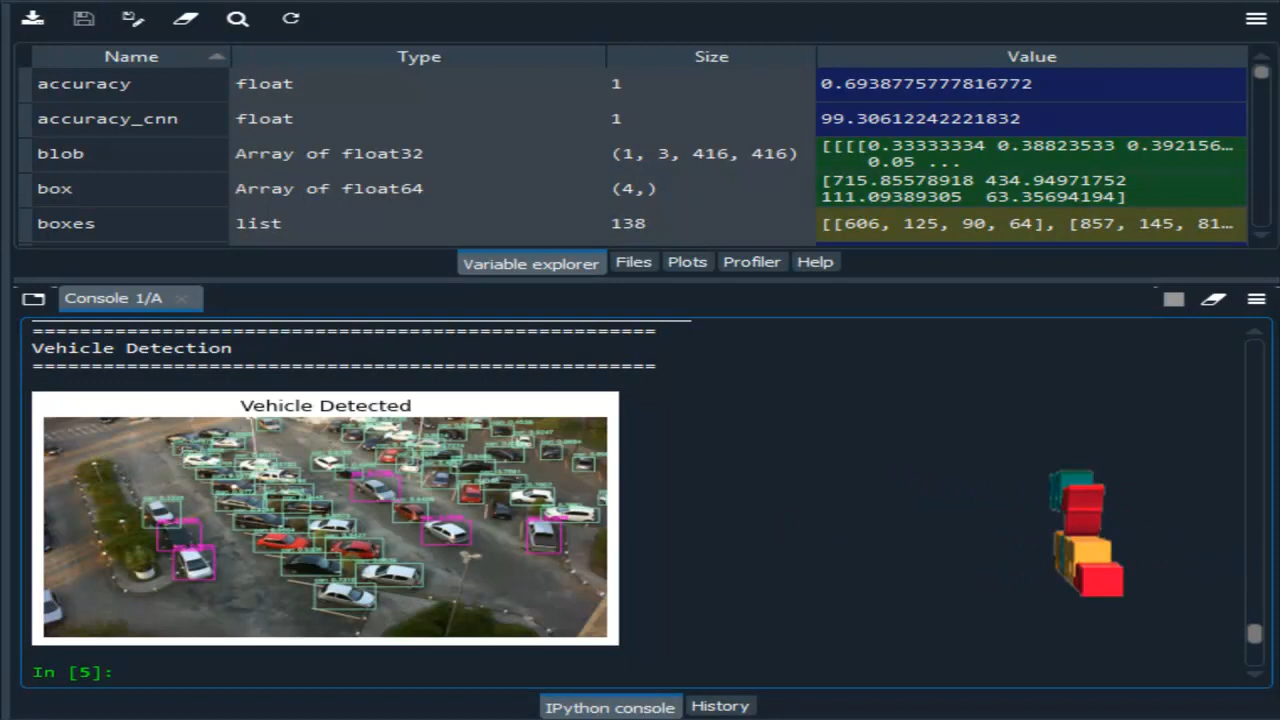 Name Type Size Value
accuracy float 1 0.69387757​77816772
accuracy_cnn float 1 99.30612242221832
blob Array of float32 (1, 3, 416, 416) [[[[0.33333334 0.38823533 0.392156…
0.05 ...
box Array of float64 (4,) [715.85578918 434.94971752
111.09389305 63.35694194]
boxes list 138 [[606, 125, 90, 64], [857, 145, 81…
Variable explorer Files Plots Profiler Help
Console 1/A
=====================================================
Vehicle Detection
=====================================================
Vehicle Detected
In [5]:
IPython console History